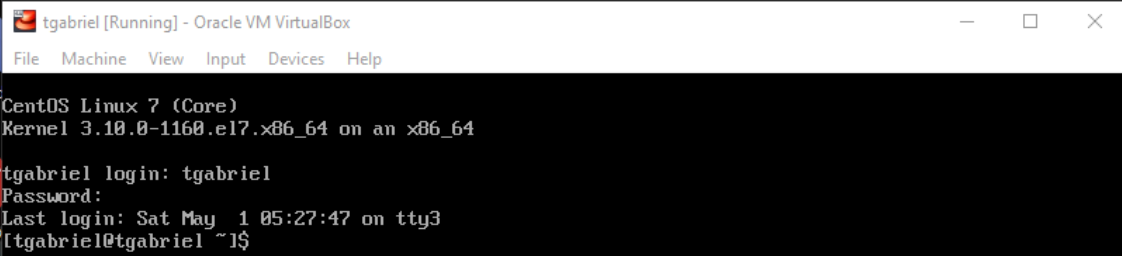 tgabriel [Running] - Oracle VM VirtualBox
File Machine View Input Devices Help
CentOS Linux 7 (Core)
Kernel 3.10.0-1160.el7.x86_64 on an x86_64
tgabriel login: tgabriel
Password:
Last login: Sat May  1 05:27:47 on tty3
[tgabriel@tgabriel ~]$